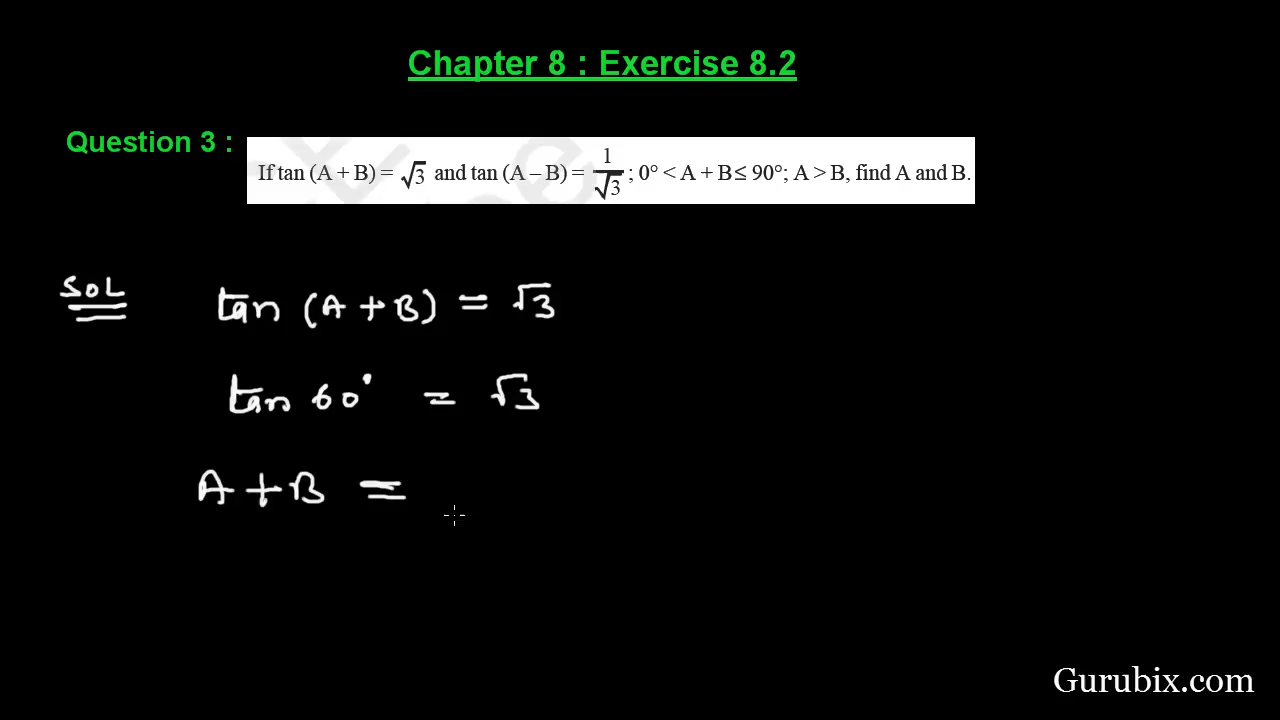 Chapter 8 : Exercise 8.2
Question 3 :
If tan (A + B) = √3 and tan (A – B) = 1/√3 ; 0° < A + B ≤ 90°; A > B, find A and B.
SOL
tan (A + B) = √3
tan 60° = √3
A + B =
Gurubix.com